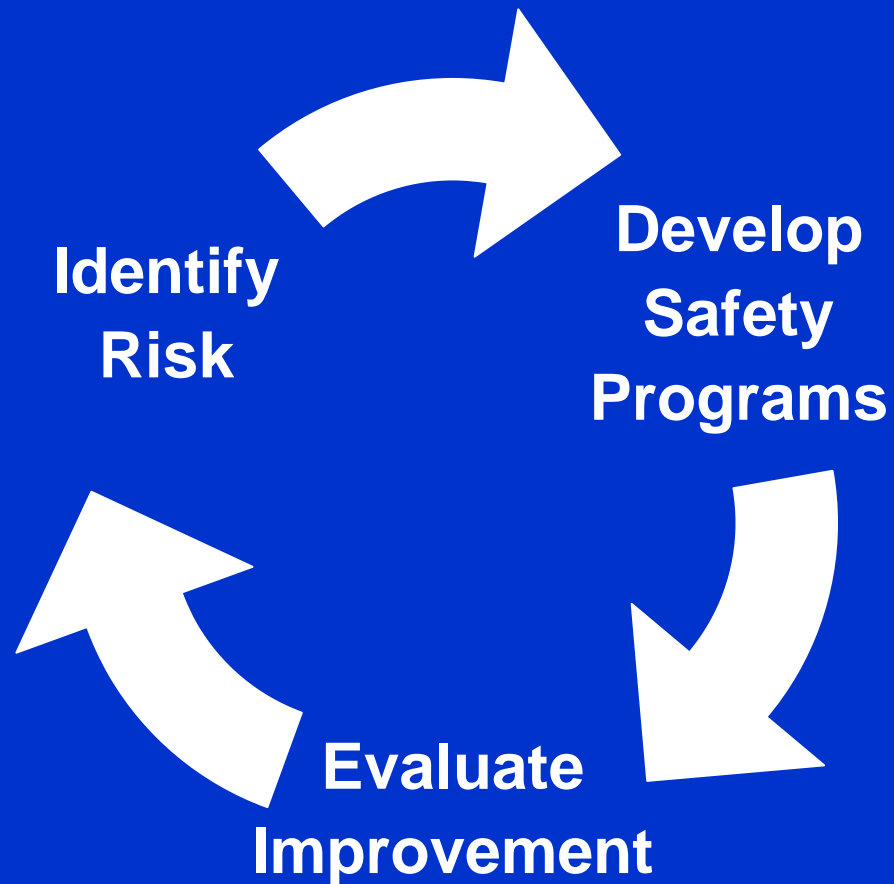 Identify
Risk
Develop
Safety
Programs
Evaluate
Improvement